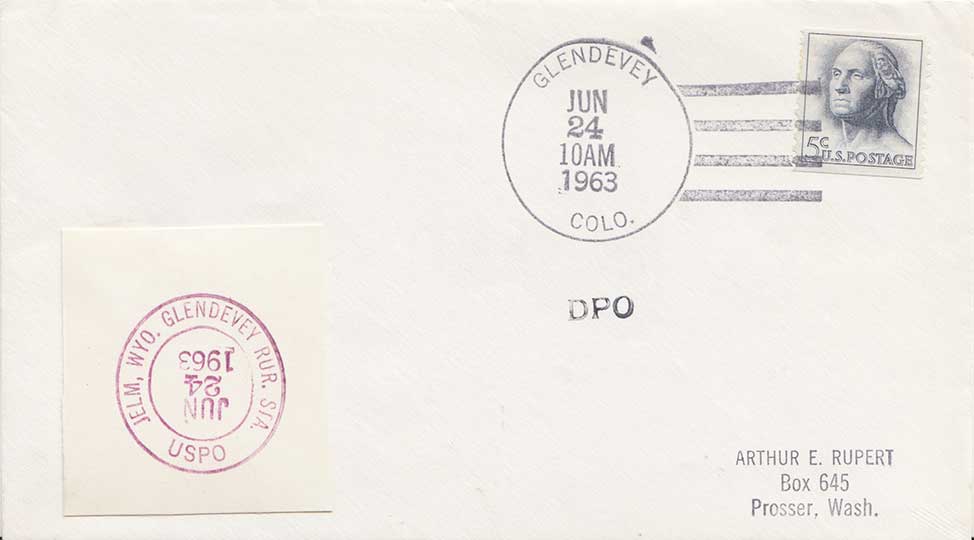 GLENDEVEY
JUN
24
10AM
1963
COLO.
5c
U.S.POSTAGE
DPO
JELM, WYO. GLENDEVEY RUR. STA.
JUN
24
1963
USPO
ARTHUR E. RUPERT
Box 645
Prosser, Wash.